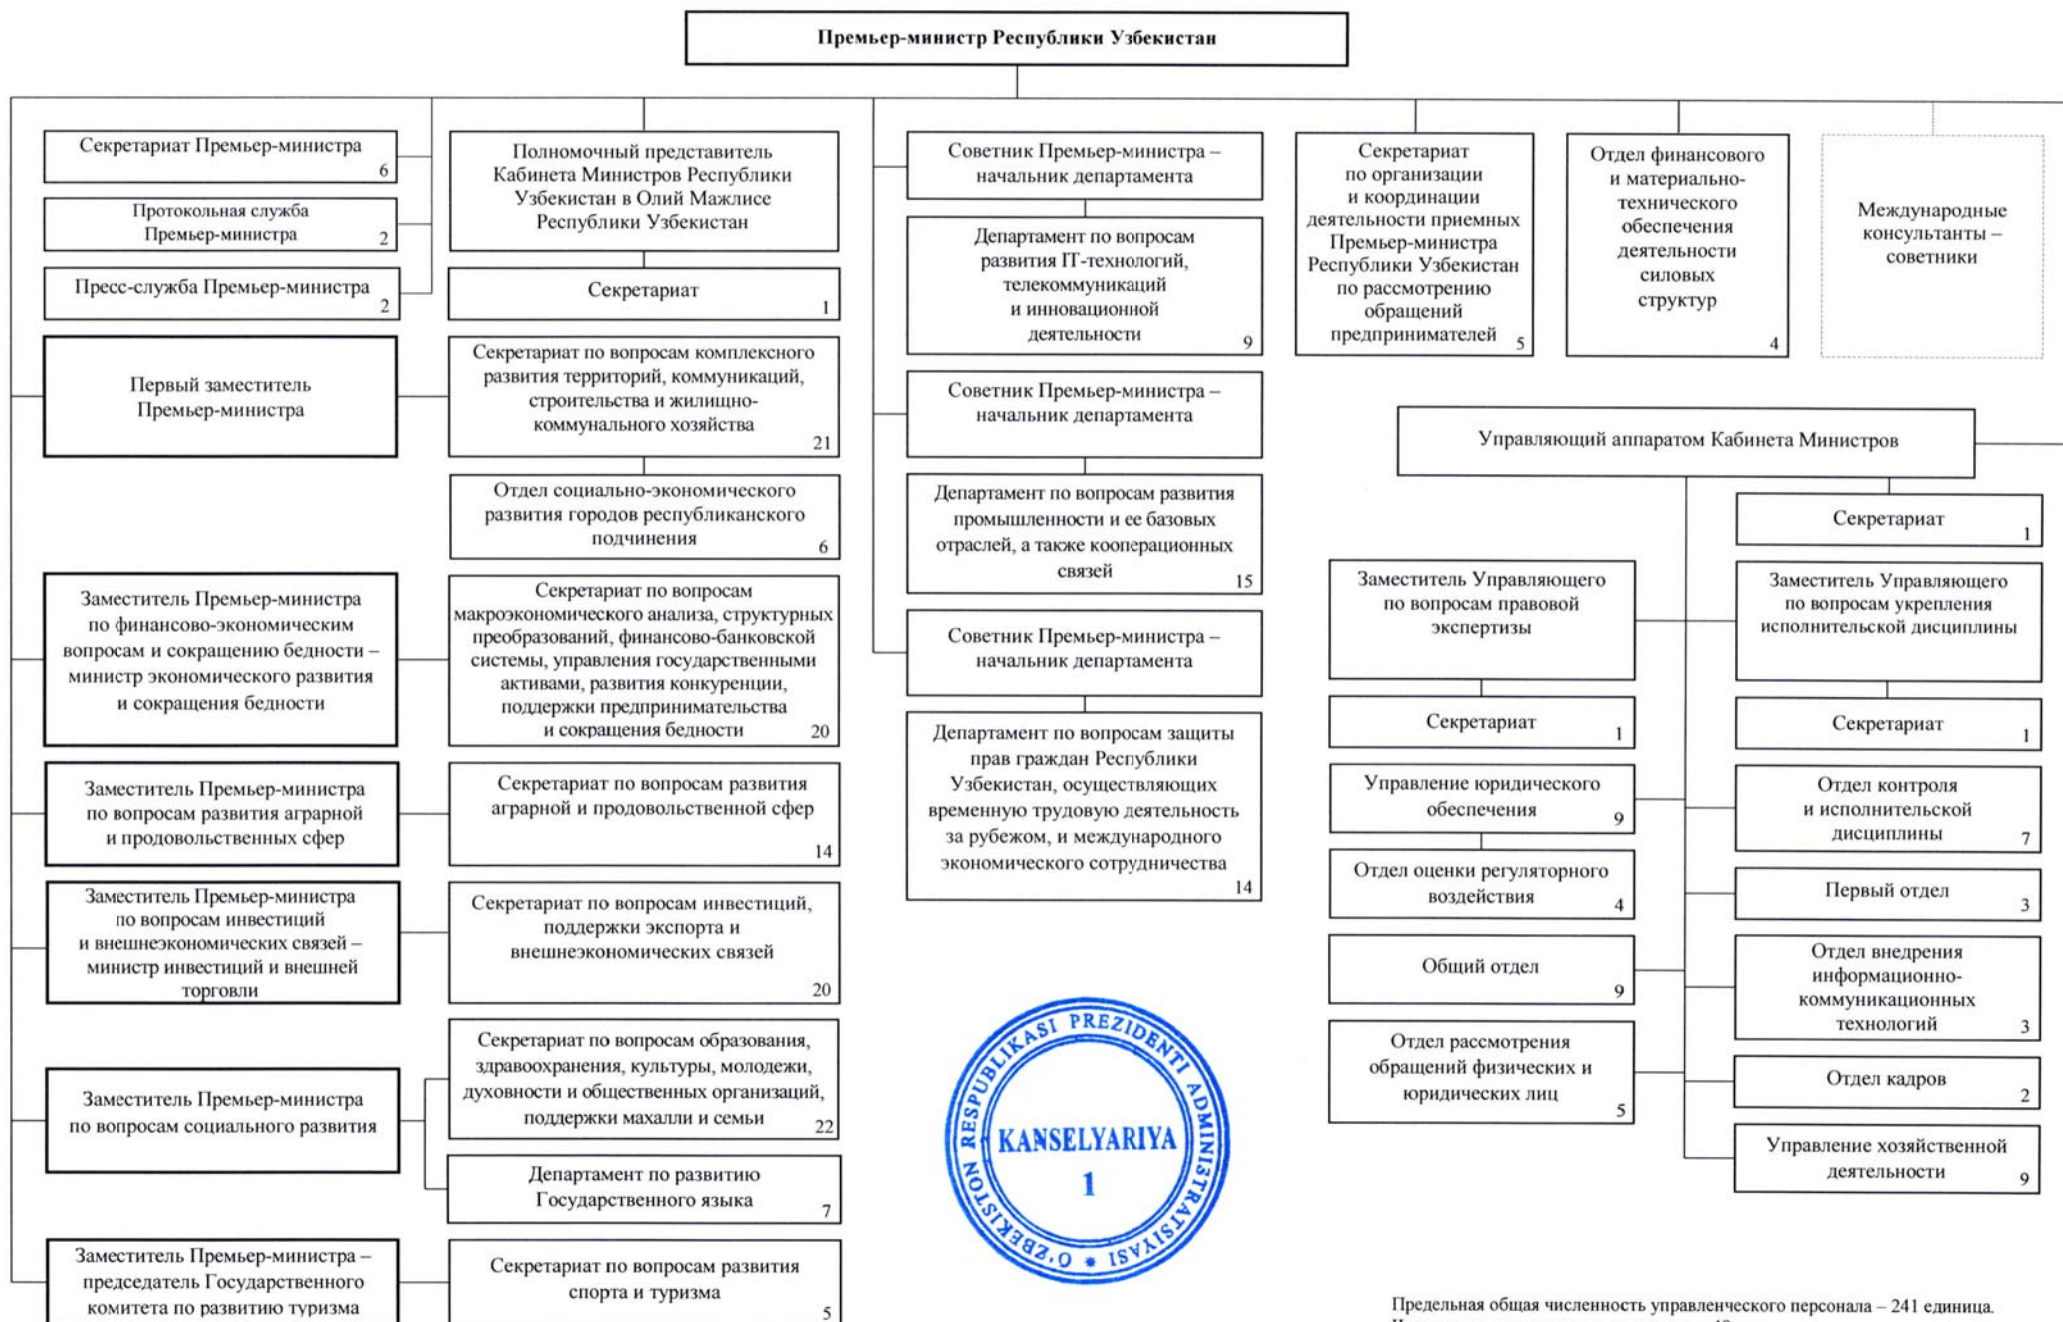 Премьер-министр Республики Узбекистан
Секретариат Премьер-министра
6
Протокольная служба
Премьер-министра
2
Пресс-служба Премьер-министра
2
Полномочный представитель
Кабинета Министров Республики
Узбекистан в Олий Мажлисе
Республики Узбекистан
Секретариат
1
Первый заместитель
Премьер-министра
Секретариат по вопросам комплексного
развития территорий, коммуникаций,
строительства и жилищно-
коммунального хозяйства
21
Отдел социально-экономического
развития городов республиканского
подчинения
6
Заместитель Премьер-министра
по финансово-экономическим
вопросам и сокращению бедности –
министр экономического развития
и сокращения бедности
Секретариат по вопросам
макроэкономического анализа, структурных
преобразований, финансово-банковской
системы, управления государственными
активами, развития конкуренции,
поддержки предпринимательства
и сокращения бедности
20
Заместитель Премьер-министра
по вопросам развития аграрной
и продовольственных сфер
Секретариат по вопросам развития
аграрной и продовольственной сфер
14
Заместитель Премьер-министра
по вопросам инвестиций
и внешнеэкономических связей –
министр инвестиций и внешней
торговли
Секретариат по вопросам инвестиций,
поддержки экспорта и
внешнеэкономических связей
20
Заместитель Премьер-министра
по вопросам социального развития
Секретариат по вопросам образования,
здравоохранения, культуры, молодежи,
духовности и общественных организаций,
поддержки махалли и семьи
22
Департамент по развитию
Государственного языка
7
Заместитель Премьер-министра –
председатель Государственного
комитета по развитию туризма
Секретариат по вопросам развития
спорта и туризма
5
Советник Премьер-министра –
начальник департамента
Департамент по вопросам
развития IT-технологий,
телекоммуникаций
и инновационной
деятельности
9
Советник Премьер-министра –
начальник департамента
Департамент по вопросам развития
промышленности и ее базовых
отраслей, а также кооперационных
связей
15
Советник Премьер-министра –
начальник департамента
Департамент по вопросам защиты
прав граждан Республики
Узбекистан, осуществляющих
временную трудовую деятельность
за рубежом, и международного
экономического сотрудничества
14
Секретариат
по организации
и координации
деятельности приемных
Премьер-министра
Республики Узбекистан
по рассмотрению
обращений
предпринимателей
5
Отдел финансового
и материально-
технического
обеспечения
деятельности
силовых
структур
4
Международные
консультанты –
советники
Управляющий аппаратом Кабинета Министров
Секретариат
1
Заместитель Управляющего
по вопросам правовой
экспертизы
Секретариат
1
Управление юридического
обеспечения
9
Отдел оценки регуляторного
воздействия
4
Общий отдел
9
Отдел рассмотрения
обращений физических и
юридических лиц
5
Заместитель Управляющего
по вопросам укрепления
исполнительской дисциплины
Секретариат
1
Отдел контроля
и исполнительской
дисциплины
7
Первый отдел
3
Отдел внедрения
информационно-
коммуникационных
технологий
3
Отдел кадров
2
Управление хозяйственной
деятельности
9
O'ZBEKISTON RESPUBLIKASI PREZIDENTI ADMINISTRATSIYASI
KANSELYARIYA
1
Предельная общая численность управленческого персонала – 241 единица.